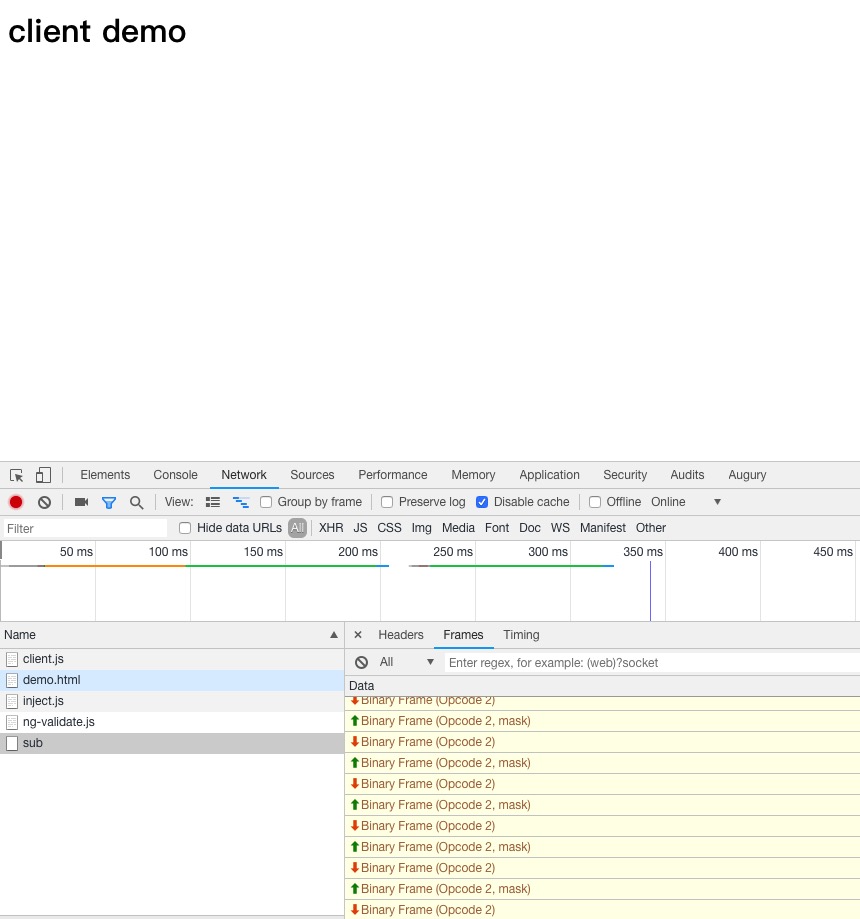 client demo
Elements Console Network Sources Performance Memory Application Security Audits Augury
View: Group by frame Preserve log Disable cache Offline Online
Filter Hide data URLs All XHR JS CSS Img Media Font Doc WS Manifest Other
50 ms 100 ms 150 ms 200 ms 250 ms 300 ms 350 ms 400 ms 450 ms
Name
client.js
demo.html
inject.js
ng-validate.js
sub
× Headers Frames Timing
All Enter regex, for example: (web)?socket
Data
Binary Frame (Opcode 2)
Binary Frame (Opcode 2, mask)
Binary Frame (Opcode 2)
Binary Frame (Opcode 2, mask)
Binary Frame (Opcode 2)
Binary Frame (Opcode 2, mask)
Binary Frame (Opcode 2)
Binary Frame (Opcode 2, mask)
Binary Frame (Opcode 2)
Binary Frame (Opcode 2, mask)
Binary Frame (Opcode 2)